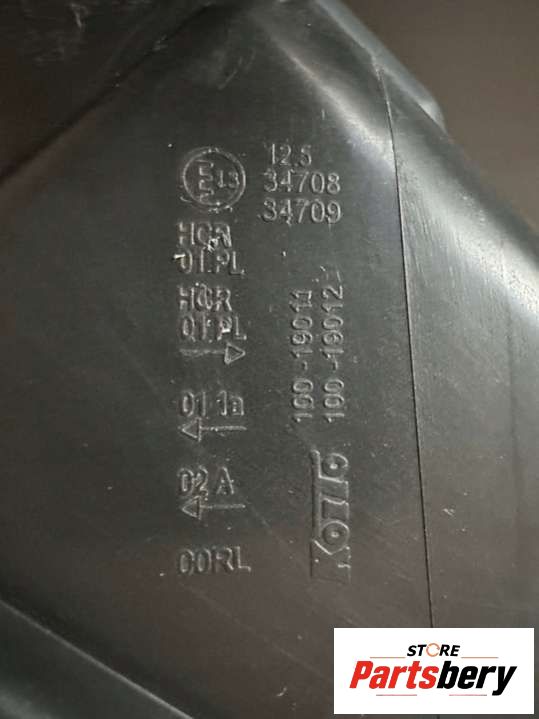 E13
12.5
34708
34709
HCR
01.PL
HCR
01.PL
100-19011
100-19012
01 1a
02 A
00RL
KOITO
STORE
Partsbery